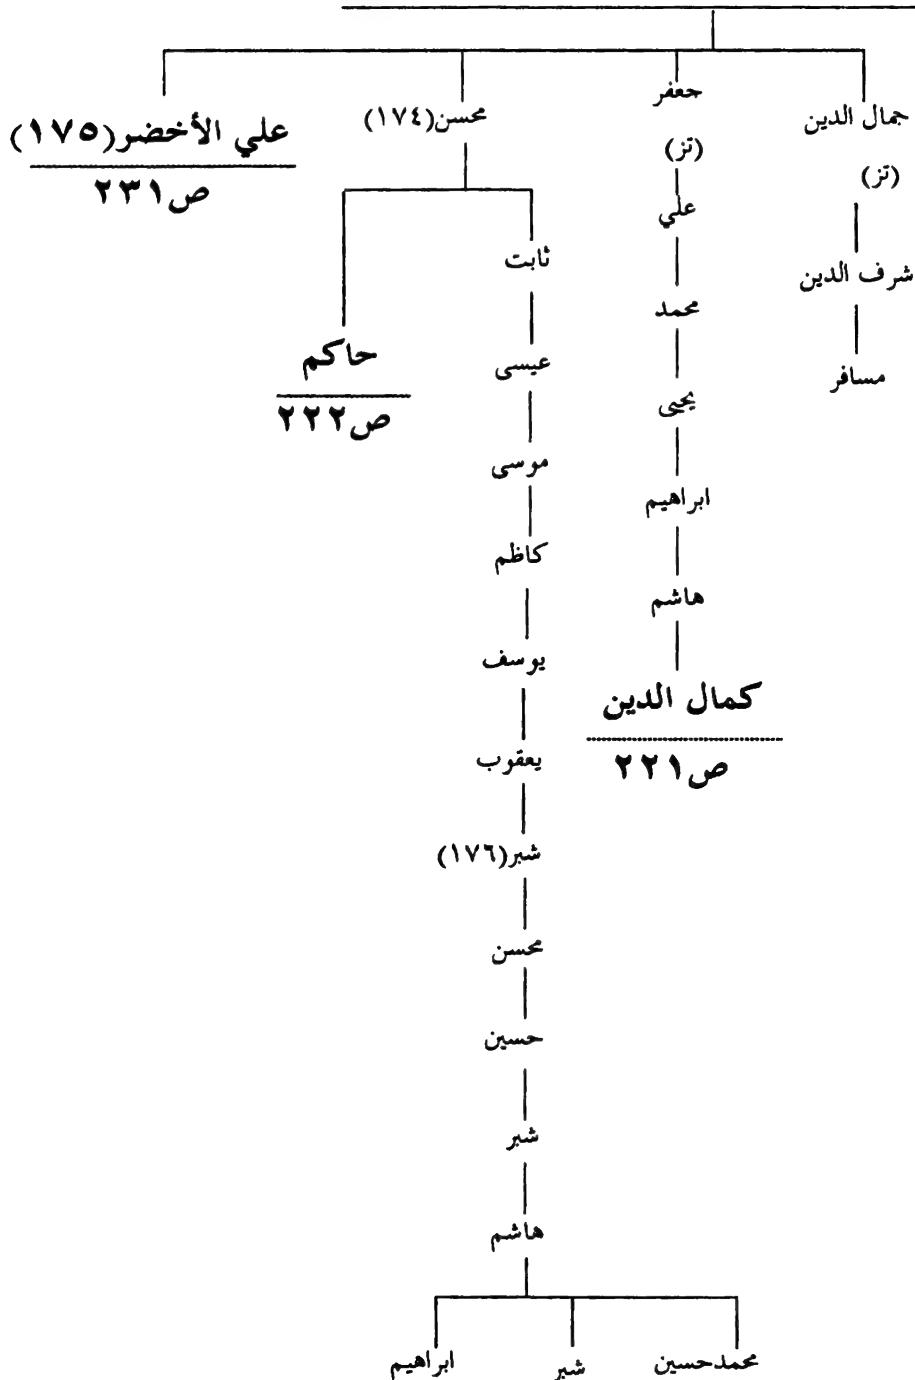 جمال الدين
(تز)
شرف الدين
مسافر
جعفر
(تز)
علي
محمد
يحيى
ابراهيم
هاشم
كمال الدين
ص٢٢١
محسن(١٧٤)
ثابت
عيسى
موسى
كاظم
يوسف
يعقوب
شبر(١٧٦)
محسن
حسين
شبر
هاشم
محمدحسين
شبر
ابراهيم
حاكم
ص٢٢٢
علي الأخضر(١٧٥)
ص٢٣١